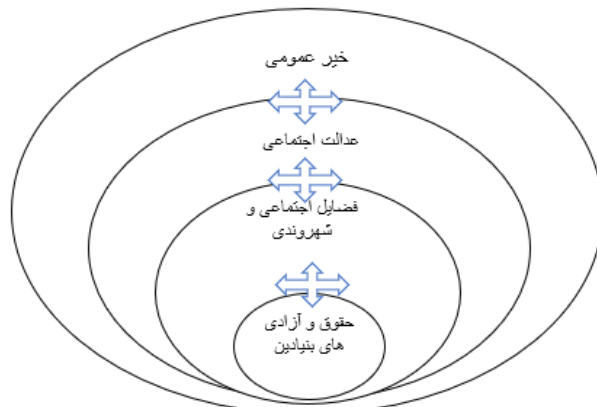 خیر عمومی
عدالت اجتماعی
فضایل اجتماعی و
شهروندی
حقوق و آزادی
های بنیادین